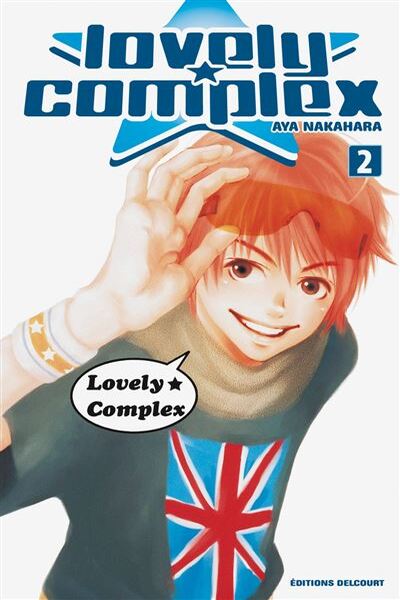 lovely
complex
AYA NAKAHARA
2
Lovely★
Complex
ÉDITIONS DELCOURT